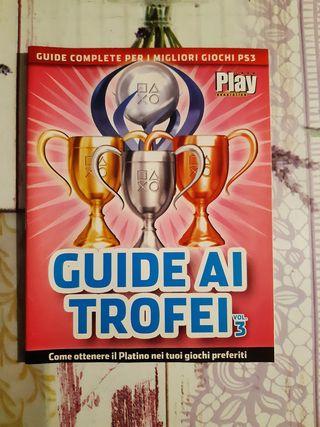 GUIDE COMPLETE PER I MIGLIORI GIOCHI PS3
Play
GUIDE AI
TROFEI VOL. 3
Come ottenere il Platino nei tuoi giochi preferiti